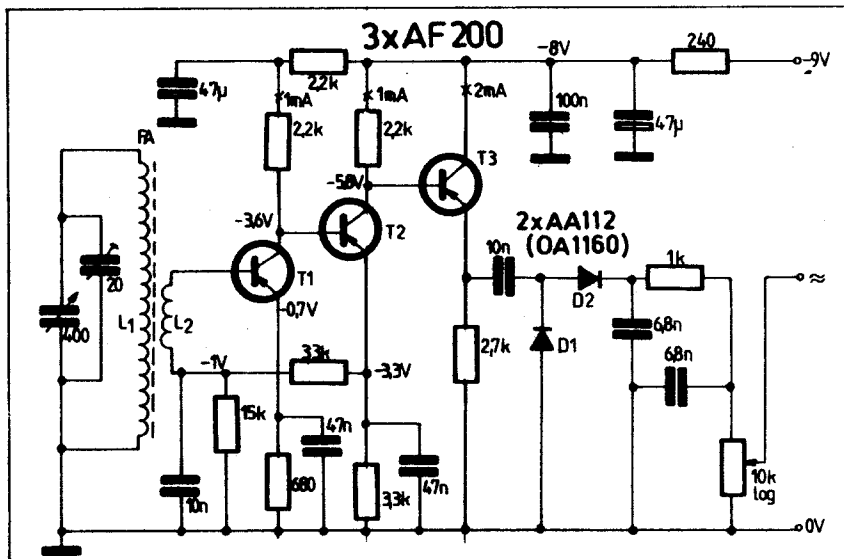 3xAF200
-8V
240
-9V
2,2k
47µ
1mA
1mA
2mA
100n
47µ
FA
2,2k
2,2k
T3
-5,8V
2xAA112
(OA1160)
-3,6V
T2
10n
1k
≈
20
T1
D2
400
L1
L2
-0,7V
6,8n
-1V
3,3k
-3,3V
2,7k
D1
6,8n
15k
47n
10n
680
3,3k
47n
10k
log
0V